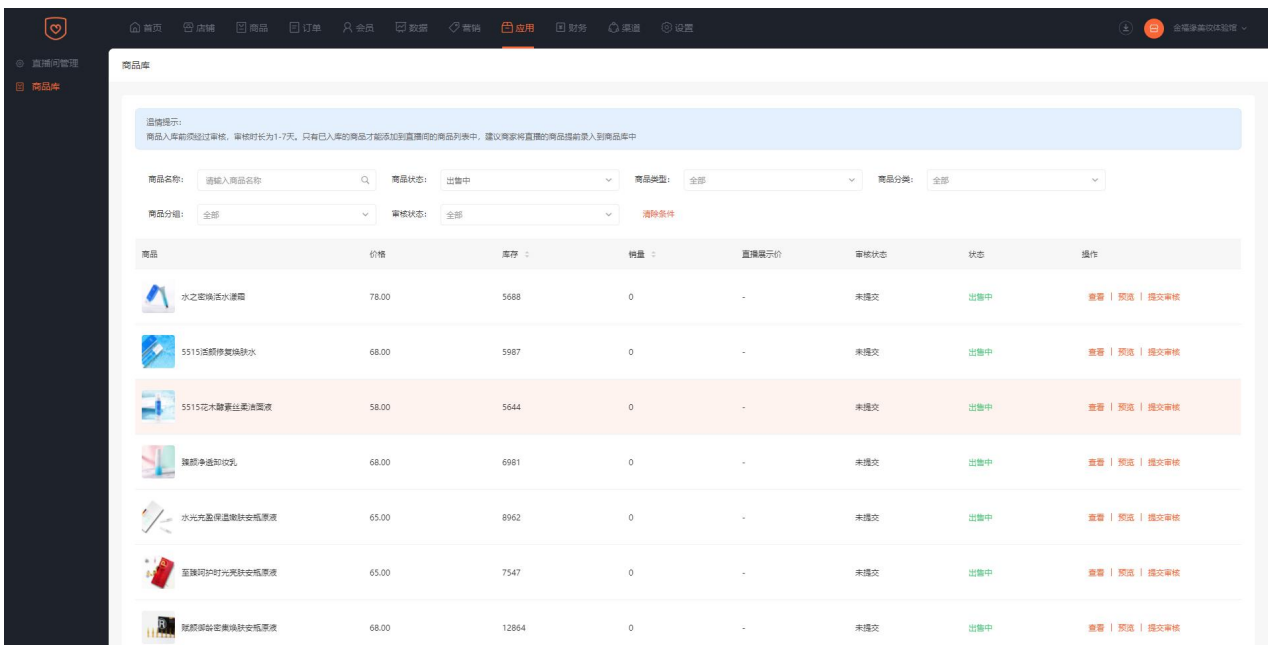 首页 店铺 商品 订单 会员 数据 营销 应用 财务 渠道 设置
直播间管理
商品库
商品库
温情提示:
商品入库前须经过审核, 审核时长为1-7天。只有已入库的商品才能添加到直播间的商品列表中, 建议商家将直播的商品提前录入到商品库中
商品名称: 请输入商品名称 商品状态: 出售中 商品类型: 全部 商品分类: 全部
商品分组: 全部 审核状态: 全部 清除条件
商品 价格 库存 销量 直播展示价 审核状态 状态 操作
水之密焕活水漾霜 78.00 5688 0 - 未提交 出售中 查看 | 预览 | 提交审核
5515活颜修复焕肤水 68.00 5987 0 - 未提交 出售中 查看 | 预览 | 提交审核
5515花木酵素丝柔洁面液 58.00 5644 0 - 未提交 出售中 查看 | 预览 | 提交审核
臻颜净透卸妆乳 68.00 6981 0 - 未提交 出售中 查看 | 预览 | 提交审核
水光充盈保湿嫩肤安瓶原液 65.00 8962 0 - 未提交 出售中 查看 | 预览 | 提交审核
至臻呵护时光亮肤安瓶原液 65.00 7547 0 - 未提交 出售中 查看 | 预览 | 提交审核
赋颜御龄密集焕肤安瓶原液 68.00 12864 0 - 未提交 出售中 查看 | 预览 | 提交审核